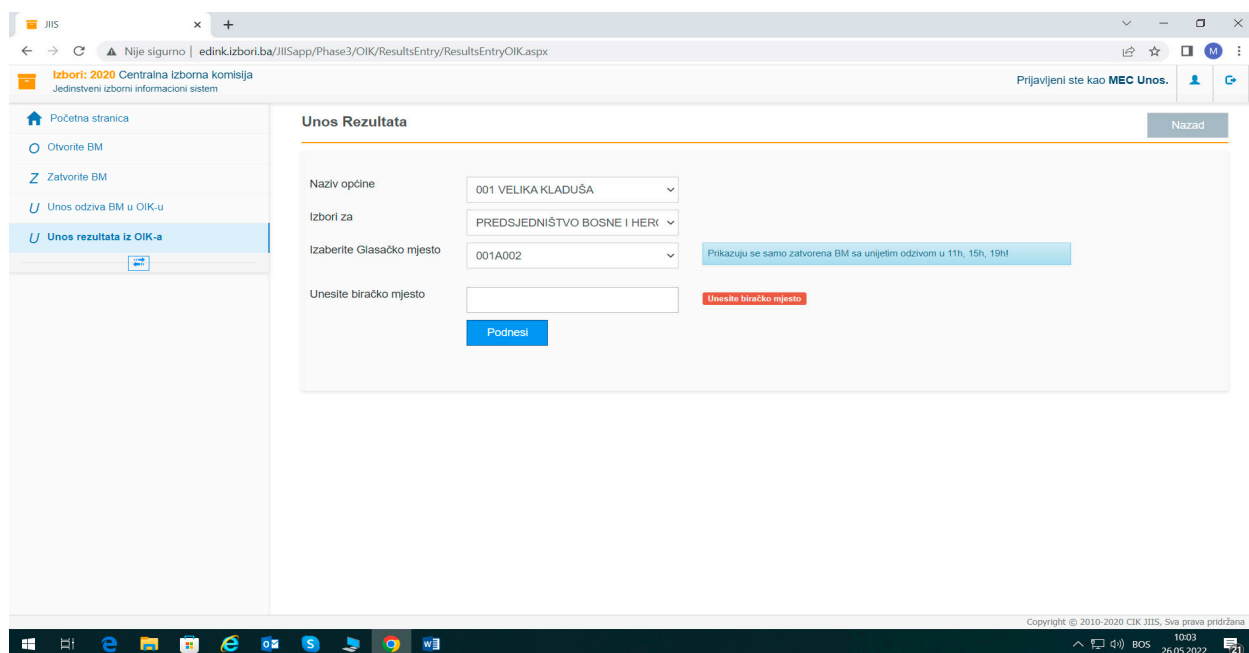 JIIS
Nije sigurno | edink.izbori.ba/JIISapp/Phase3/OIK/ResultsEntry/ResultsEntryOIK.aspx
M
Izbori: 2020 Centralna izborna komisija
Jedinstveni izborni informacioni sistem
Prijavljeni ste kao MEC Unos.
Početna stranica
O Otvorite BM
Z Zatvorite BM
U Unos odziva BM u OIK-u
U Unos rezultata iz OIK-a
Unos Rezultata
Nazad
Naziv općine
001 VELIKA KLADUŠA
Izbori za
PREDSJEDNIŠTVO BOSNE I HERC
Izaberite Glasačko mjesto
001A002
Prikazuju se samo zatvorena BM sa unijetim odzivom u 11h, 15h, 19h!
Unesite biračko mjesto
Unesite biračko mjesto
Podnesi
Copyright © 2010-2020 CIK JIIS, Sva prava pridržana
BOS
10:03
26.05.2022
21